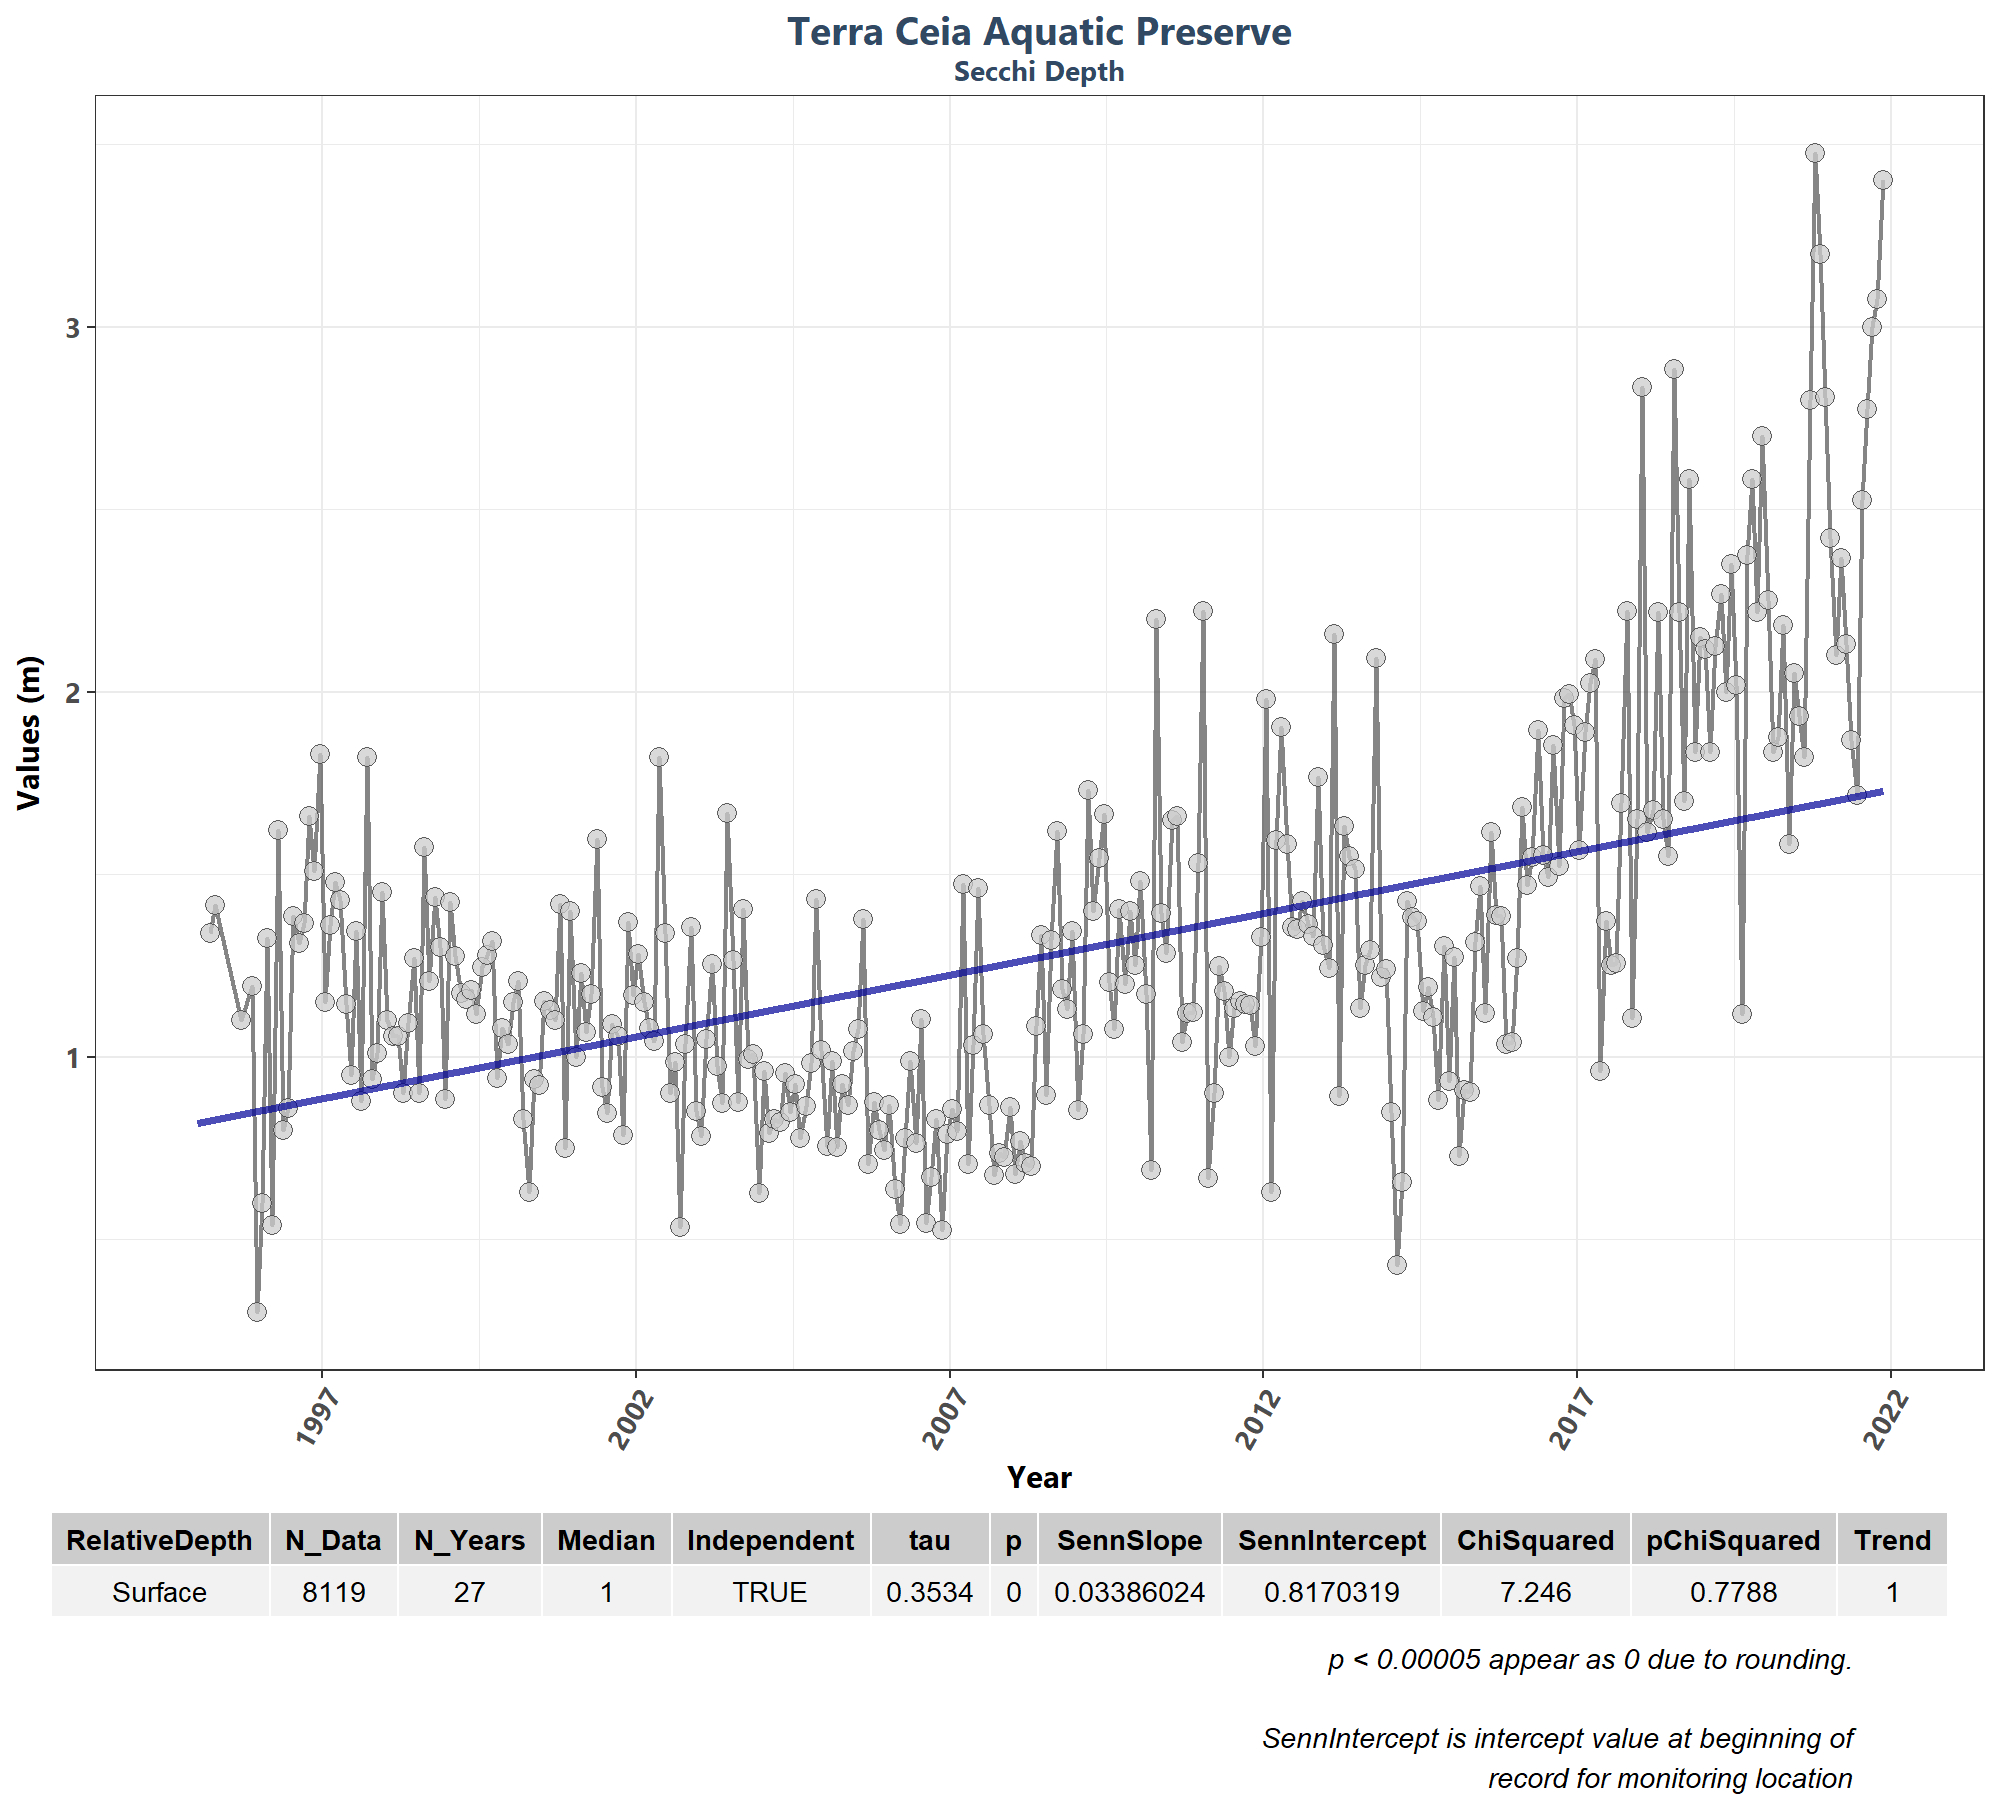 Terra Ceia Aquatic Preserve
Secchi Depth
Values (m)
3
2
1
1997 2002 2007 2012 2017 2022
Year
RelativeDepth N_Data N_Years Median Independent tau p SennSlope SennIntercept ChiSquared pChiSquared Trend
Surface 8119 27 1 TRUE 0.3534 0 0.03386024 0.8170319 7.246 0.7788 1
p < 0.00005 appear as 0 due to rounding.
SennIntercept is intercept value at beginning of
record for monitoring location